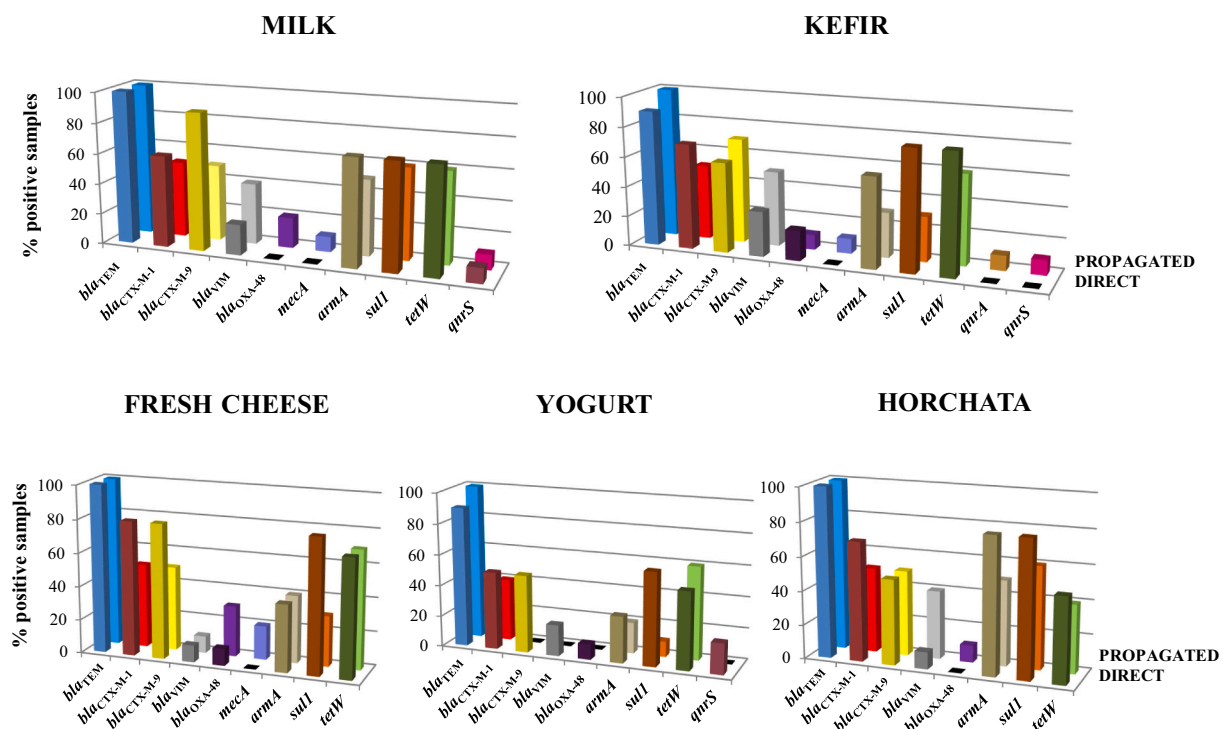 MILK
KEFIR
% positive samples
100
80
60
40
20
0
blaTEM
blaCTX-M-1
blaCTX-M-9
blaVIM
blaOXA-48
mecA
armA
sul1
tetW
qnrS
100
80
60
40
20
0
blaTEM
blaCTX-M-1
blaCTX-M-9
blaVIM
blaOXA-48
mecA
armA
sul1
tetW
qnrA
qnrS
PROPAGATED
DIRECT
FRESH CHEESE
YOGURT
HORCHATA
% positive samples
100
80
60
40
20
0
blaTEM
blaCTX-M-1
blaCTX-M-9
blaVIM
blaOXA-48
mecA
armA
sul1
tetW
100
80
60
40
20
0
blaTEM
blaCTX-M-1
blaCTX-M-9
blaVIM
blaOXA-48
armA
sul1
tetW
qnrS
100
80
60
40
20
0
blaTEM
blaCTX-M-1
blaCTX-M-9
blaVIM
blaOXA-48
armA
sul1
tetW
PROPAGATED
DIRECT